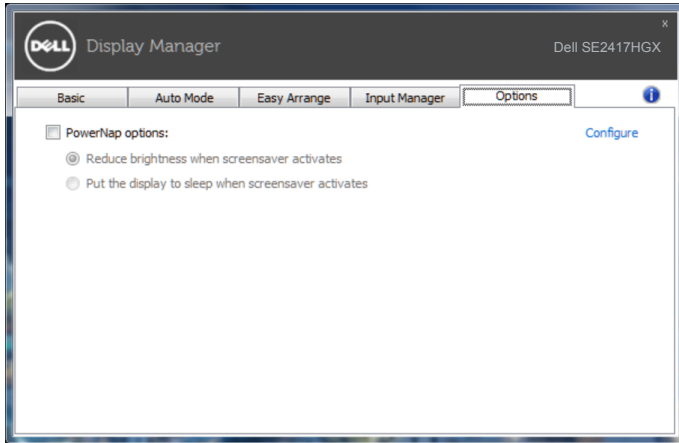 x
DELL Display Manager Dell SE2417HGX
Basic Auto Mode Easy Arrange Input Manager Options i
PowerNap options: Configure
Reduce brightness when screensaver activates
Put the display to sleep when screensaver activates